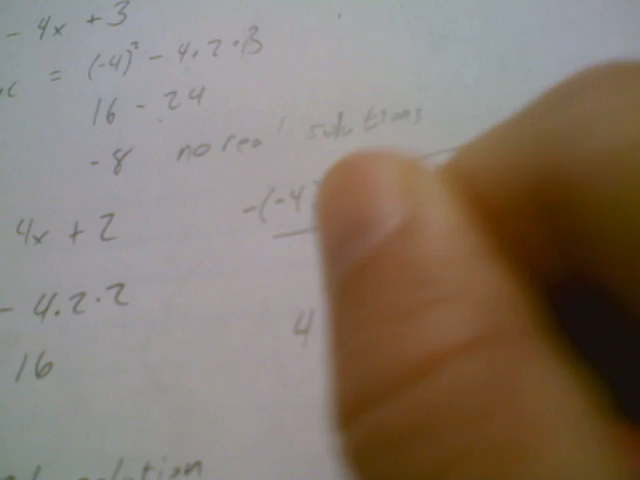 - 4x + 3
= (-4)² - 4.2.3
16 - 24
-8 no real solutions
4x + 2
-(-4)
- 4.2.2
4
16
solution